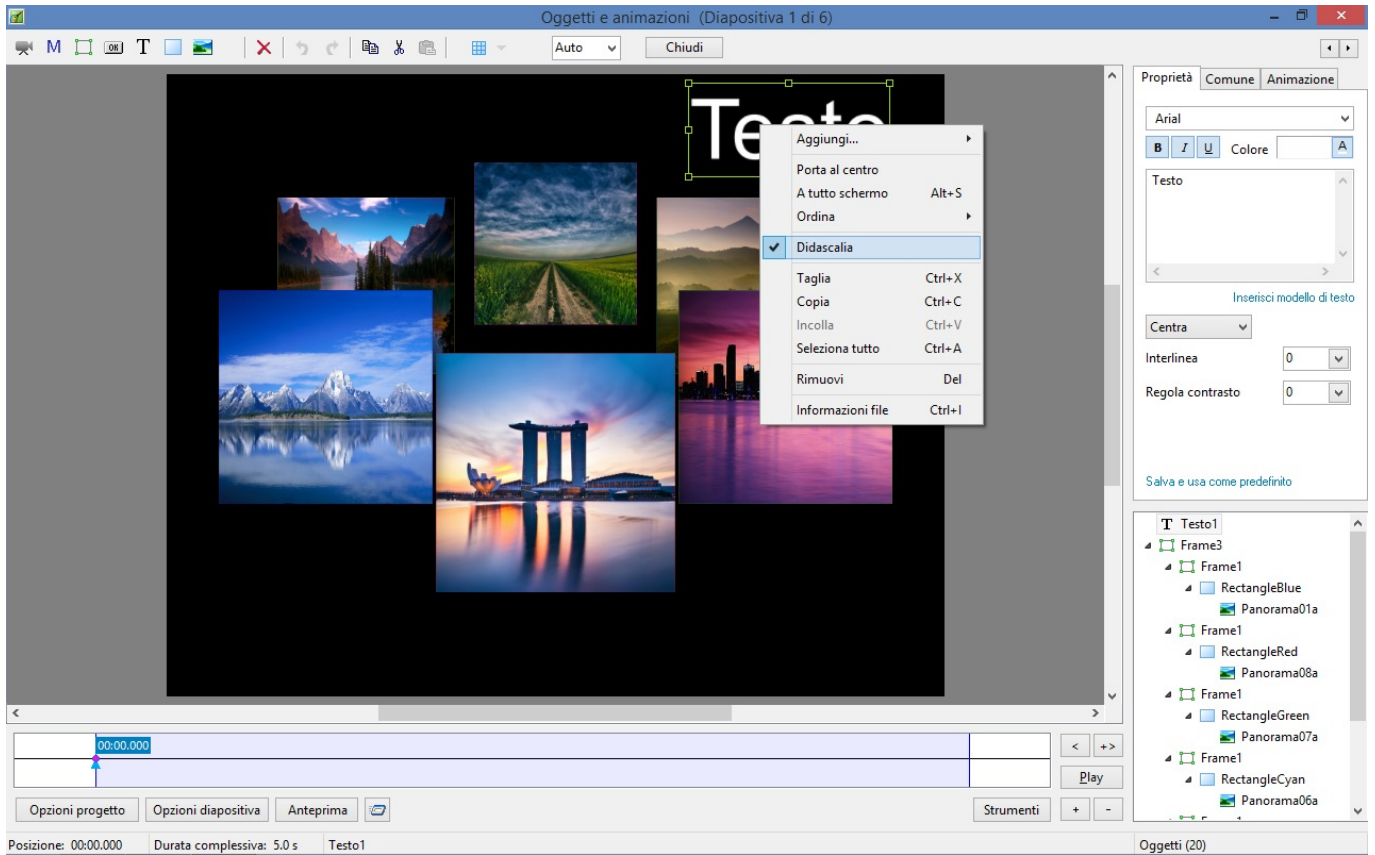 Oggetti e animazioni (Diapositiva 1 di 6)
M OK T Auto Chiudi
Testo
Aggiungi...
Porta al centro
A tutto schermo Alt+S
Ordina
Didascalia
Taglia Ctrl+X
Copia Ctrl+C
Incolla Ctrl+V
Seleziona tutto Ctrl+A
Rimuovi Del
Informazioni file Ctrl+I
Proprietà Comune Animazione
Arial
B I U Colore A
Testo
Inserisci modello di testo
Centra
Interlinea 0
Regola contrasto 0
Salva e usa come predefinito
T Testo1
Frame3
Frame1
RectangleBlue
Panorama01a
Frame1
RectangleRed
Panorama08a
Frame1
RectangleGreen
Panorama07a
Frame1
RectangleCyan
Panorama06a
00:00.000
< +>
Play
Opzioni progetto Opzioni diapositiva Anteprima Strumenti + -
Posizione: 00:00.000 Durata complessiva: 5.0 s Testo1 Oggetti (20)